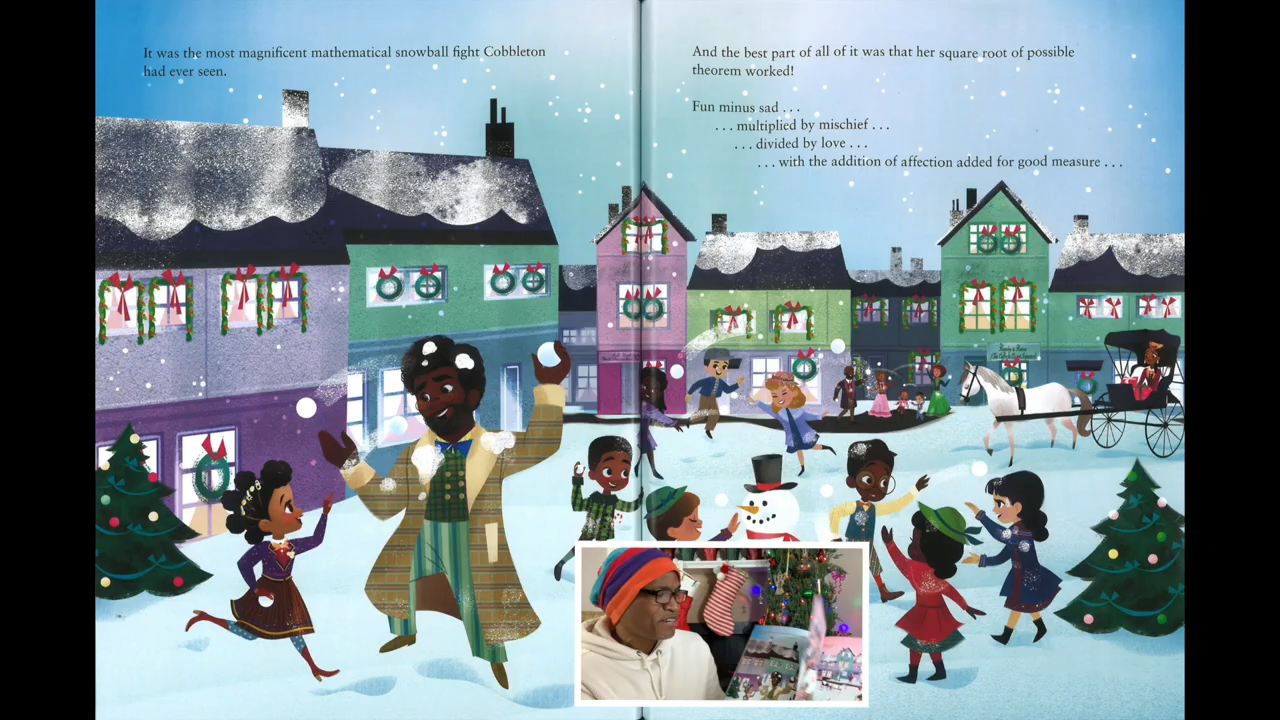 It was the most magnificent mathematical snowball fight Cobbleton
had ever seen.
And the best part of all of it was that her square root of possible
theorem worked!
Fun minus sad . . .
. . . multiplied by mischief . . .
. . . divided by love . . .
. . . with the addition of affection added for good measure . . .